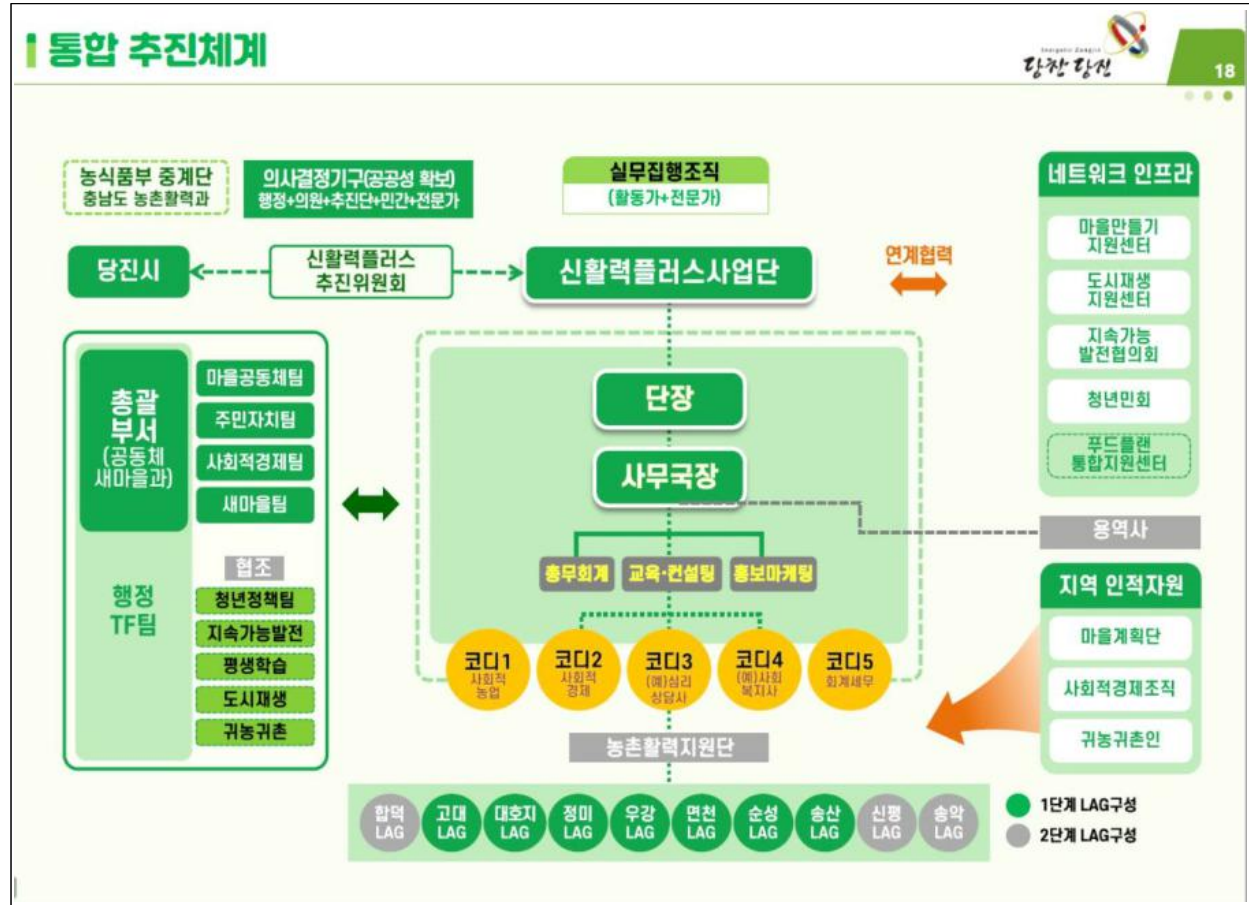 통합 추진체계
Energetic Dangjin
당찬 당진
18
농식품부 중계단
충남도 농촌활력과
의사결정기구(공공성 확보)
행정+의원+추진단+민간+전문가
실무집행조직
(활동가+전문가)
당진시
신활력플러스
추진위원회
신활력플러스사업단
연계협력
네트워크 인프라
마을만들기
지원센터
도시재생
지원센터
지속가능
발전협의회
청년민회
푸드플랜
통합지원센터
총괄
부서
(공동체
새마을과)
마을공동체팀
주민자치팀
사회적경제팀
새마을팀
행정
TF팀
협조
청년정책팀
지속가능발전
평생학습
도시재생
귀농귀촌
단장
사무국장
총무회계
교육·컨설팅
홍보마케팅
코디1
사회적
농업
코디2
사회적
경제
코디3
(예)심리
상담사
코디4
(예)사회
복지사
코디5
회계세무
용역사
지역 인적자원
마을계획단
사회적경제조직
귀농귀촌인
농촌활력지원단
합덕
LAG
고대
LAG
대호지
LAG
정미
LAG
우강
LAG
면천
LAG
순성
LAG
송산
LAG
신평
LAG
송악
LAG
1단계 LAG구성
2단계 LAG구성